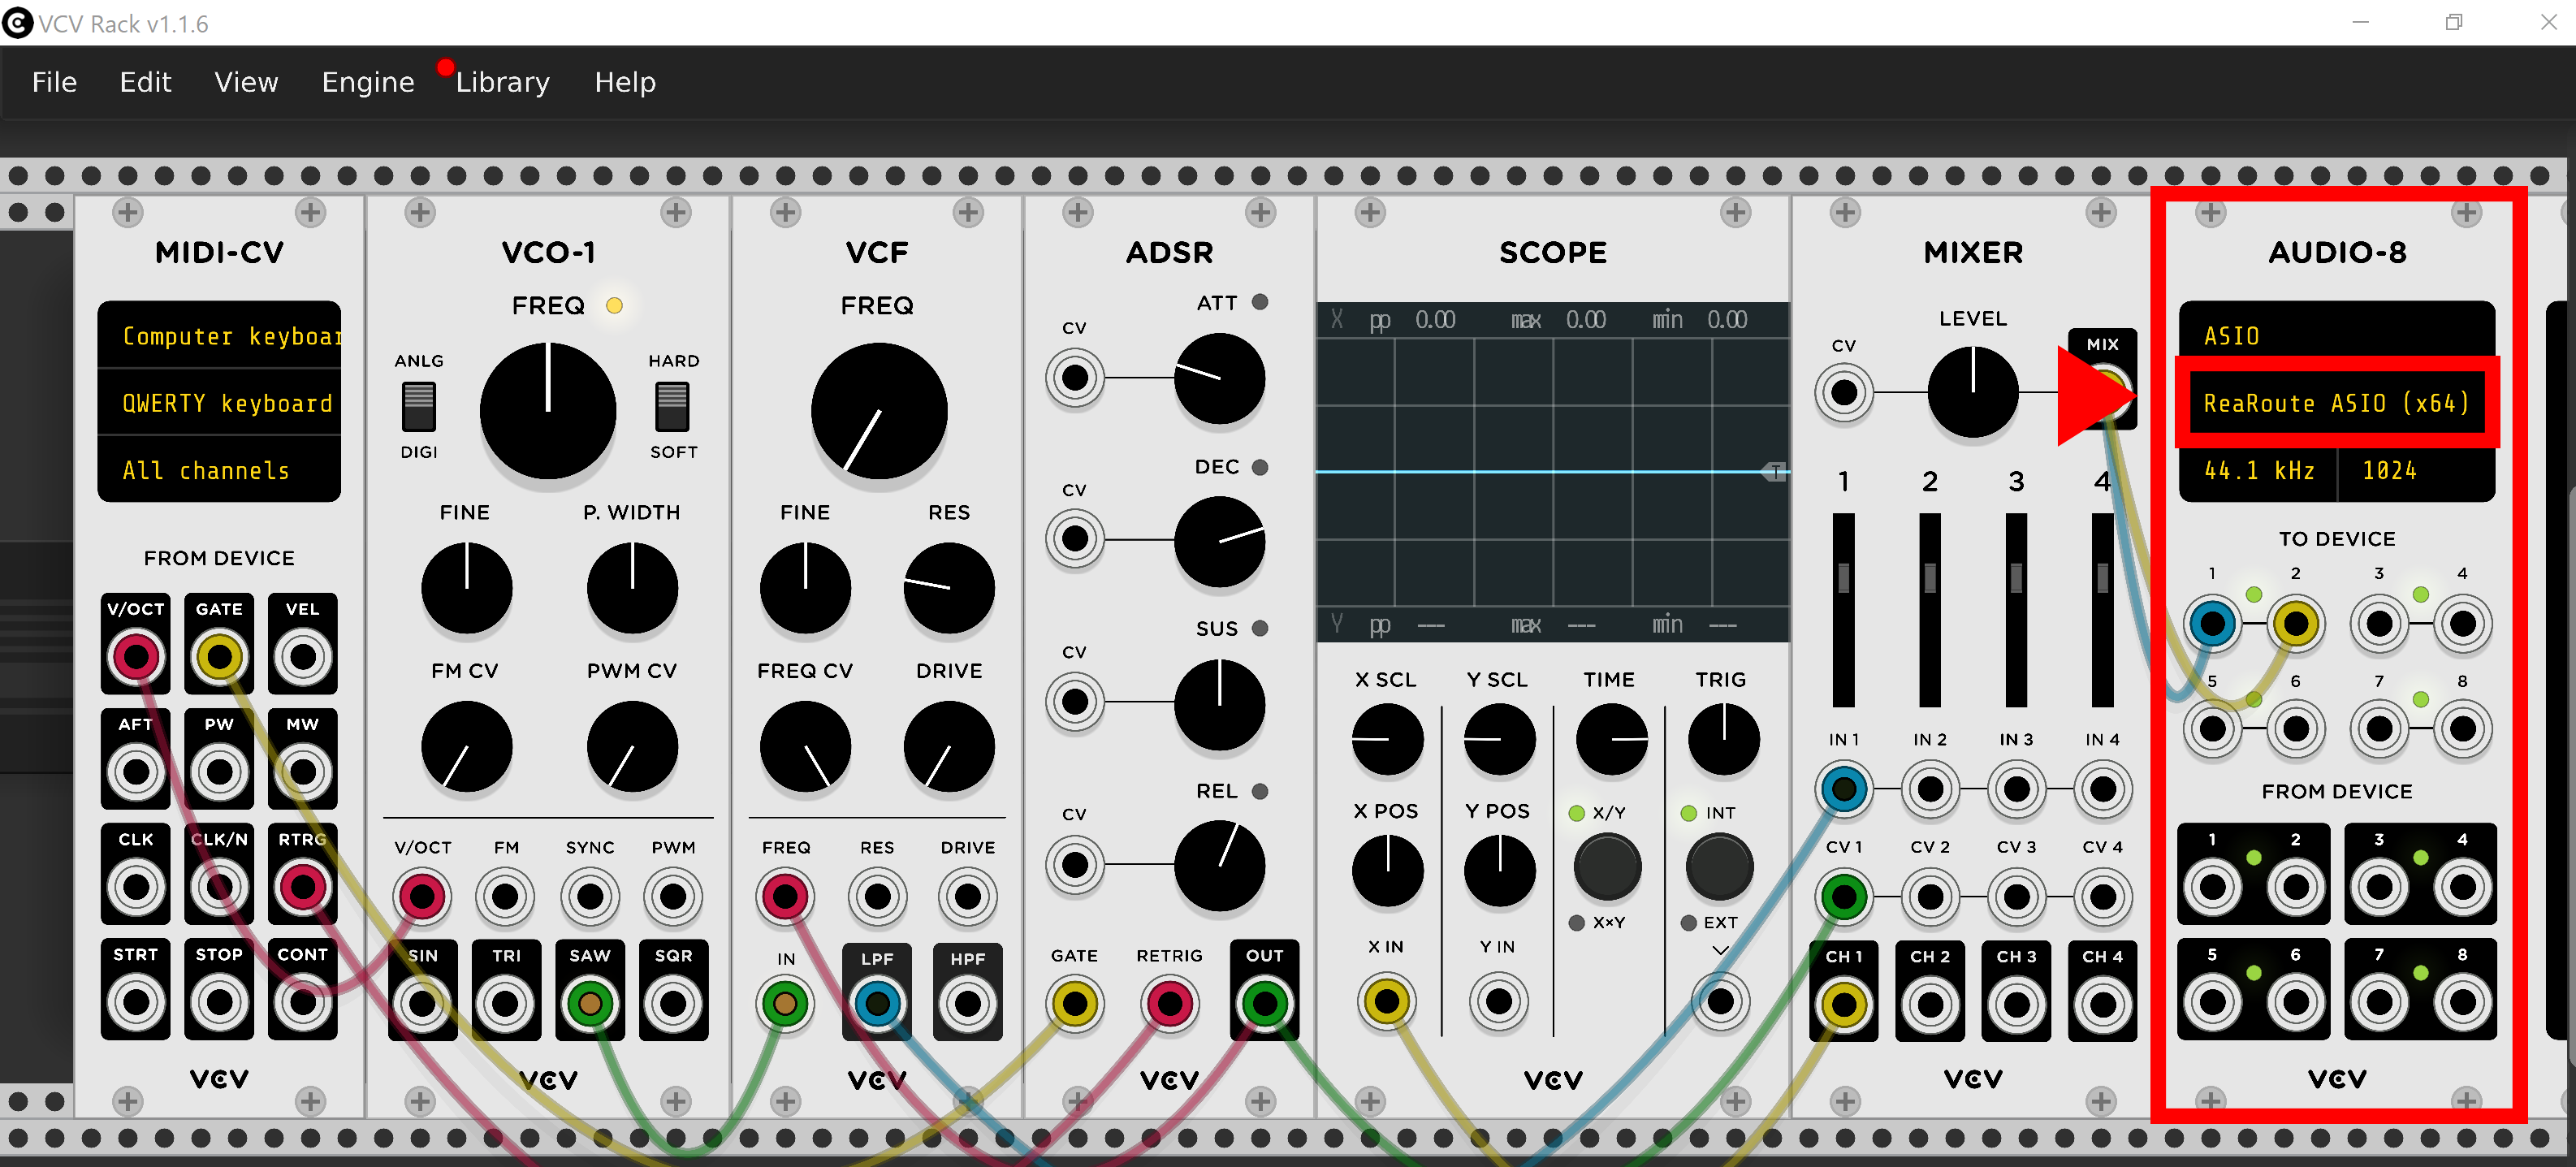 VCV Rack v1.1.6
File Edit View Engine Library Help
MIDI-CV
Computer keyboar
QWERTY keyboard
All channels
FROM DEVICE
V/OCT GATE VEL
AFT PW MW
CLK CLK/N RTRG
STRT STOP CONT
VCV
VCO-1
FREQ
ANLG HARD
DIGI SOFT
FINE P. WIDTH
FM CV PWM CV
V/OCT FM SYNC PWM
SIN TRI SAW SQR
VCV
VCF
FREQ
FINE RES
FREQ CV DRIVE
FREQ RES DRIVE
IN LPF HPF
VCV
ADSR
ATT
CV
DEC
CV
SUS
CV
REL
CV
GATE RETRIG OUT
VCV
SCOPE
X pp 0.00 max 0.00 min 0.00
T
Y pp --- max --- min ---
X SCL Y SCL TIME TRIG
X POS Y POS X/Y INT
X×Y EXT
X IN Y IN
VCV
MIXER
LEVEL
CV MIX
1 2 3 4
IN 1 IN 2 IN 3 IN 4
CV 1 CV 2 CV 3 CV 4
CH 1 CH 2 CH 3 CH 4
VCV
AUDIO-8
ASIO
ReaRoute ASIO (x64)
44.1 kHz 1024
TO DEVICE
1 2 3 4
5 6 7 8
FROM DEVICE
1 2 3 4
5 6 7 8
VCV